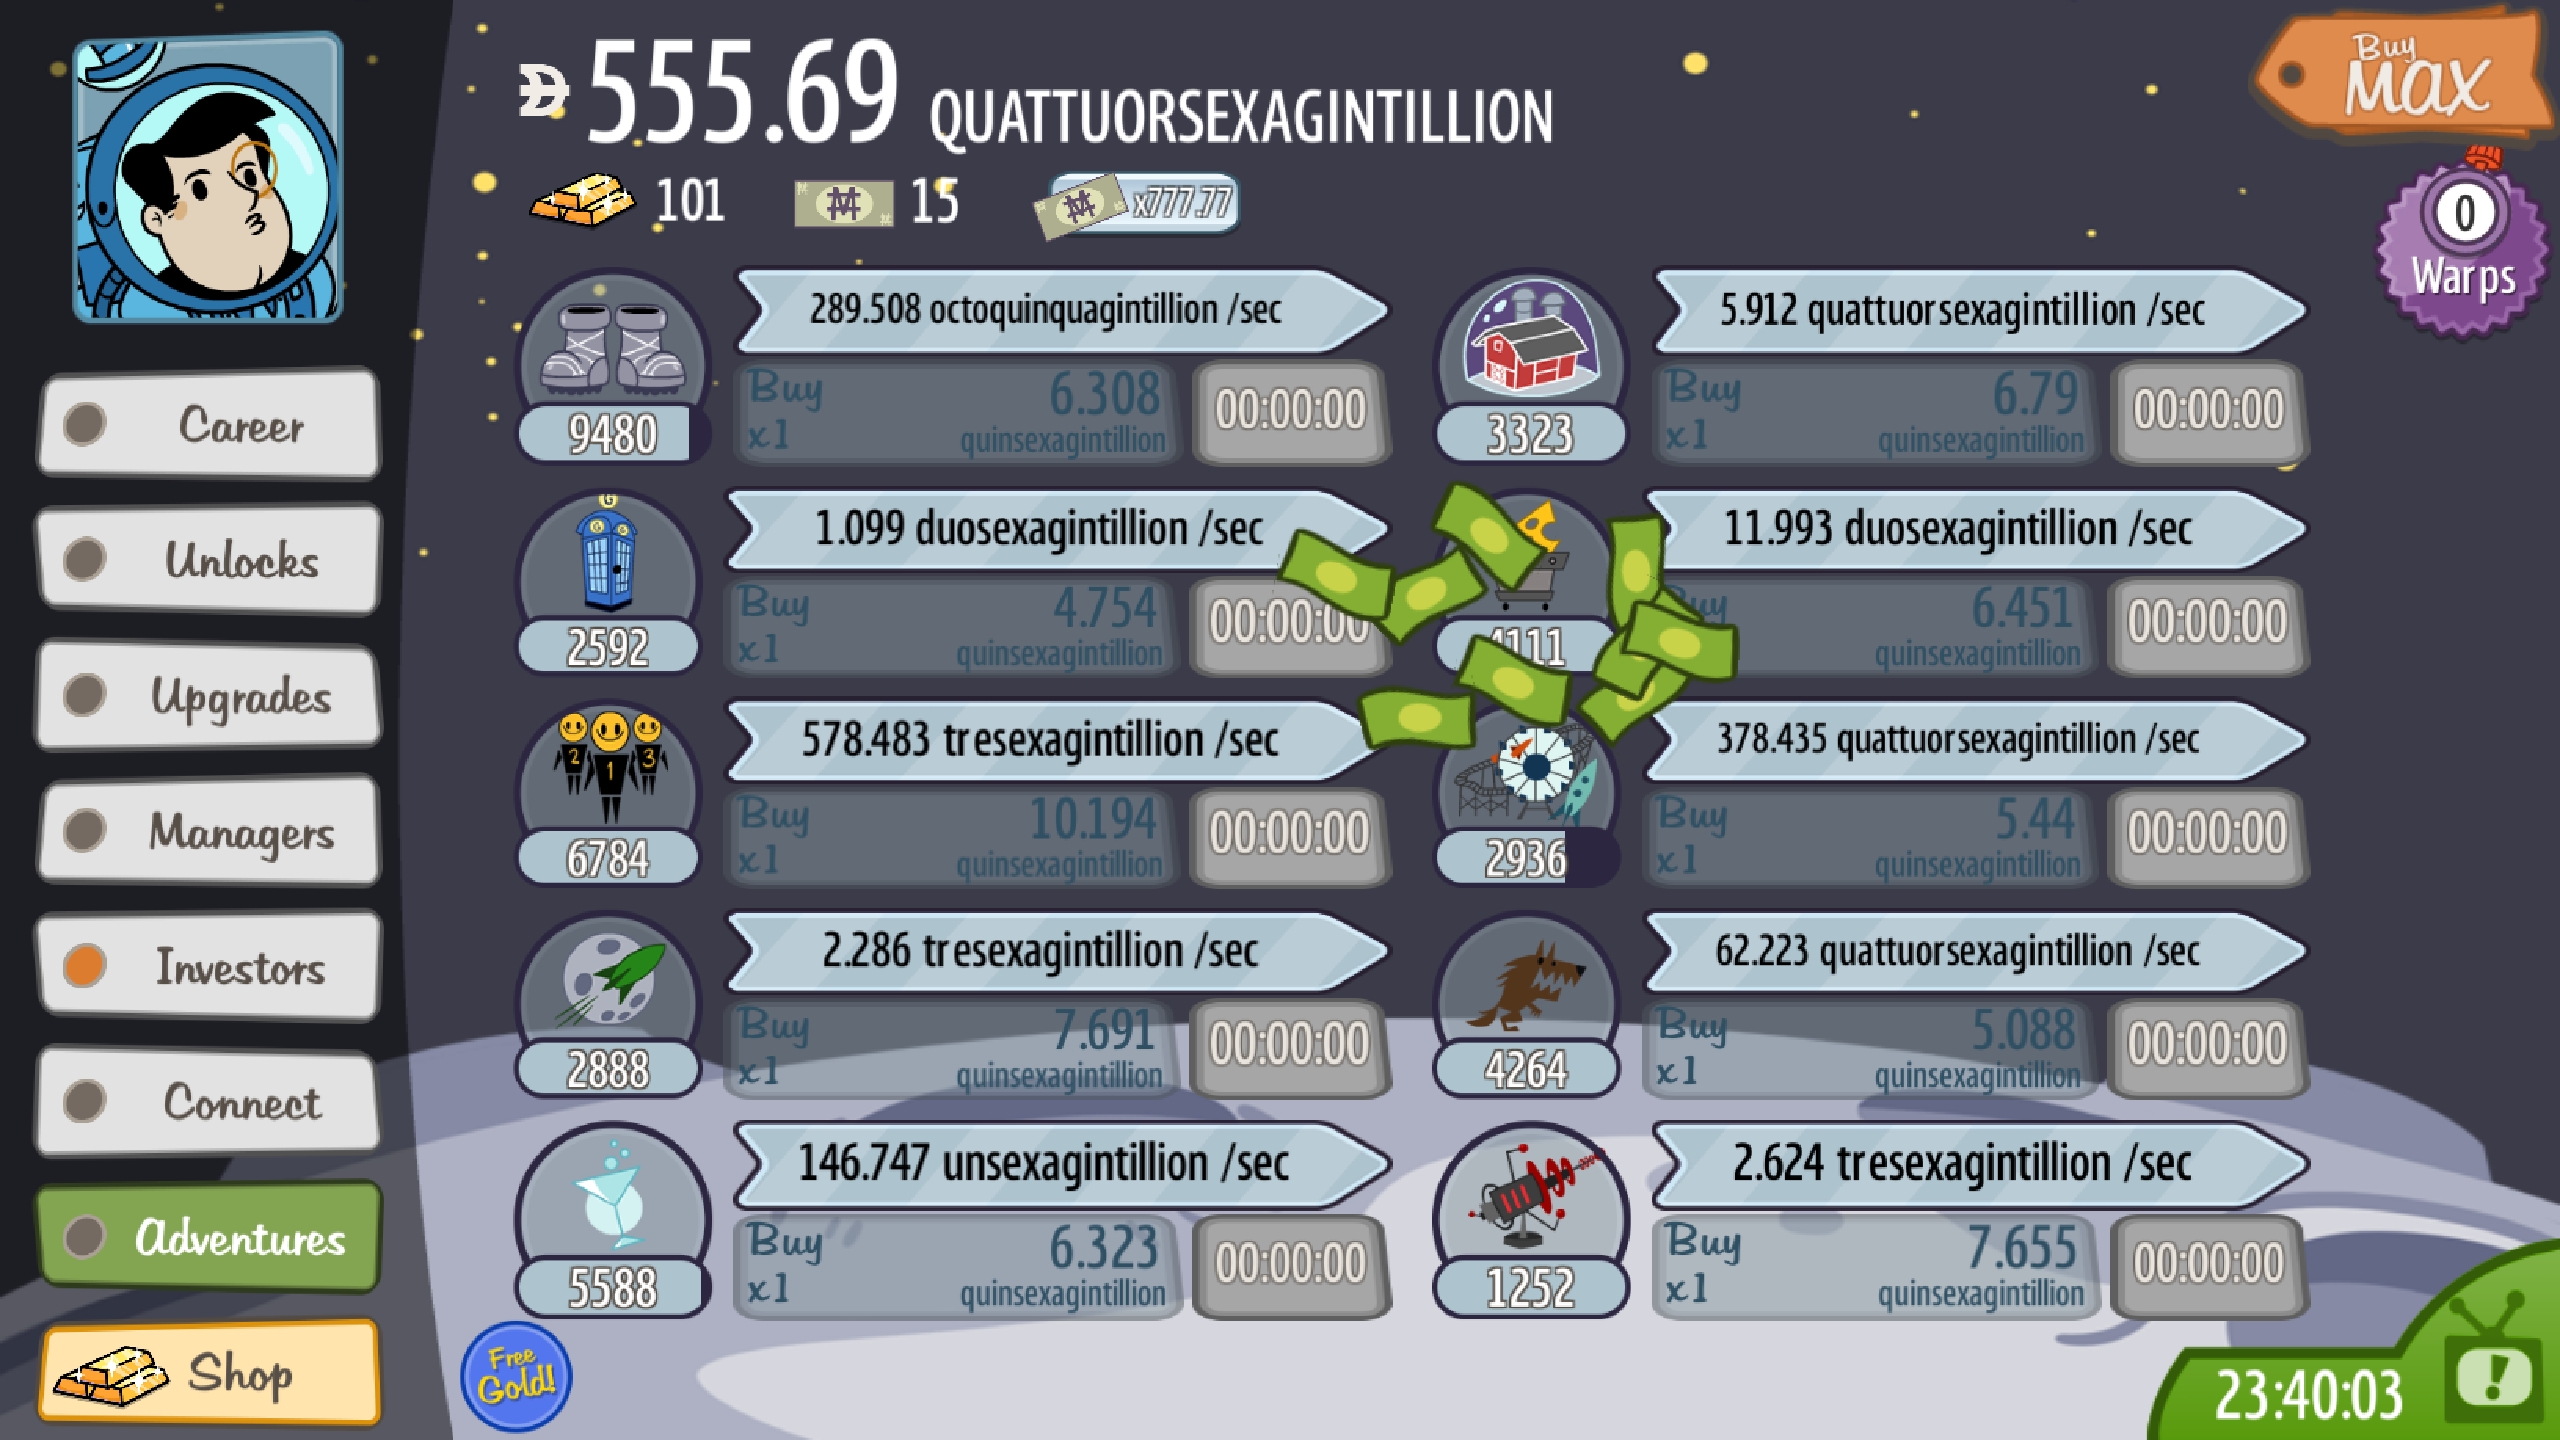 555.69 QUATTUORSEXAGINTILLION
Buy
MAX
101
15
x777.77
0
Warps
Career
Unlocks
Upgrades
Managers
Investors
Connect
Adventures
Shop
289.508 octoquinquagintillion /sec
9480
Buy
x1
6.308
quinsexagintillion
00:00:00
5.912 quattuorsexagintillion /sec
3323
Buy
x1
6.79
quinsexagintillion
00:00:00
G
1.099 duosexagintillion /sec
2592
Buy
x1
4.754
quinsexagintillion
00:00:00
11.993 duosexagintillion /sec
4111
Buy
x1
6.451
quinsexagintillion
00:00:00
2 1 3
578.483 tresexagintillion /sec
6784
Buy
x1
10.194
quinsexagintillion
00:00:00
378.435 quattuorsexagintillion /sec
2936
Buy
x1
5.44
quinsexagintillion
00:00:00
2.286 tresexagintillion /sec
2888
Buy
x1
7.691
quinsexagintillion
00:00:00
62.223 quattuorsexagintillion /sec
4264
Buy
x1
5.088
quinsexagintillion
00:00:00
146.747 unsexagintillion /sec
5588
Buy
x1
6.323
quinsexagintillion
00:00:00
2.624 tresexagintillion /sec
1252
Buy
x1
7.655
quinsexagintillion
00:00:00
Free
Gold!
23:40:03
!